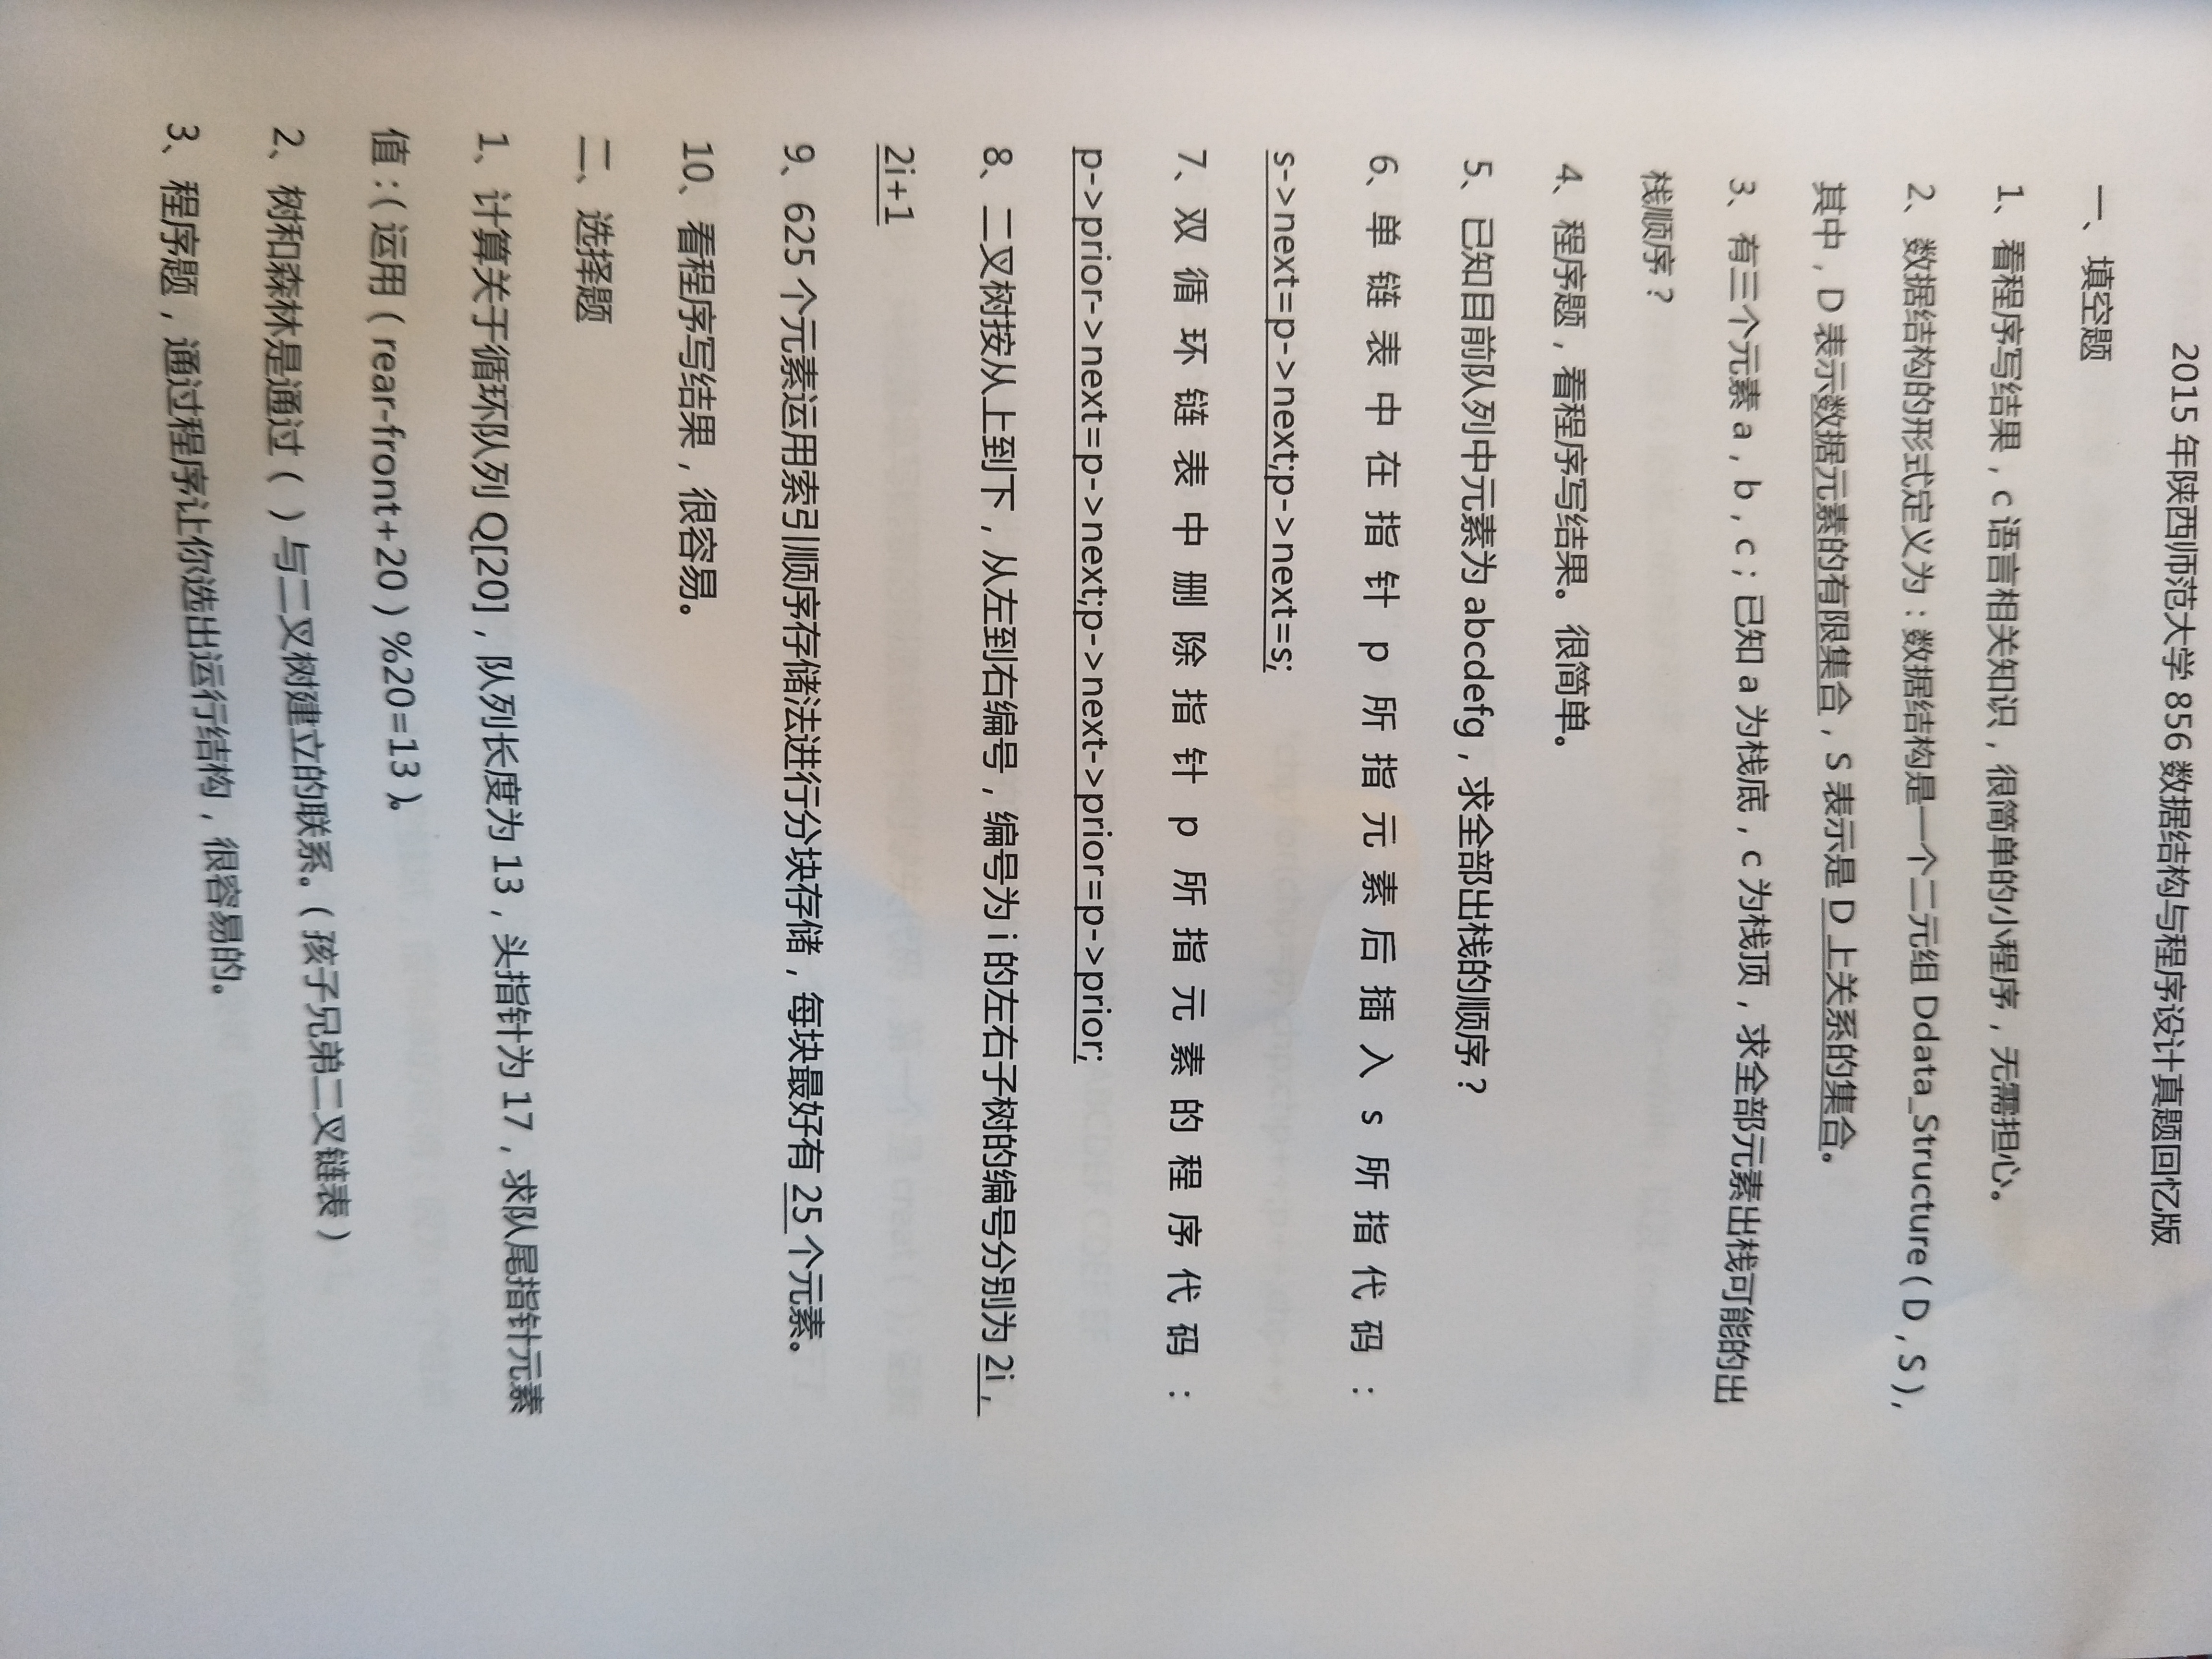 2015 年陕西师范大学 856 数据结构与程序设计真题回忆版
一、填空题
1、看程序写结果，c 语言相关知识，很简单的小程序，无需担心。
2、数据结构的形式定义为：数据结构是一个二元组 Ddata_Structure（D，S），
其中，D 表示数据元素的有限集合，S 表示是 D 上关系的集合。
3、有三个元素 a，b，c；已知 a 为栈底，c 为栈顶，求全部元素出栈可能的出
栈顺序？
4、程序题，看程序写结果。很简单。
5、已知目前队列中元素为 abcdefg，求全部出栈的顺序？
6、单链表中在指针 p 所指元素后插入 s 所指代码：
s->next=p->next;p->next=s;
7、双循环链表中删除指针 p 所指元素的程序代码：
p->prior->next=p->next;p->next->prior=p->prior;
8、二叉树按从上到下，从左到右编号，编号为 i 的左右子树的编号分别为 2i，
2i+1
9、625 个元素运用索引顺序存储法进行分块存储，每块最好有 25 个元素。
10、看程序写结果，很容易。
二、选择题
1、计算关于循环队列 Q[20]，队列长度为 13，头指针为 17，求队尾指针元素
值：（运用（rear-front+20）%20=13）。
2、树和森林是通过（ ）与二叉树建立的联系。（孩子兄弟二叉链表）
3、程序题，通过程序让你选出运行结构，很容易的。